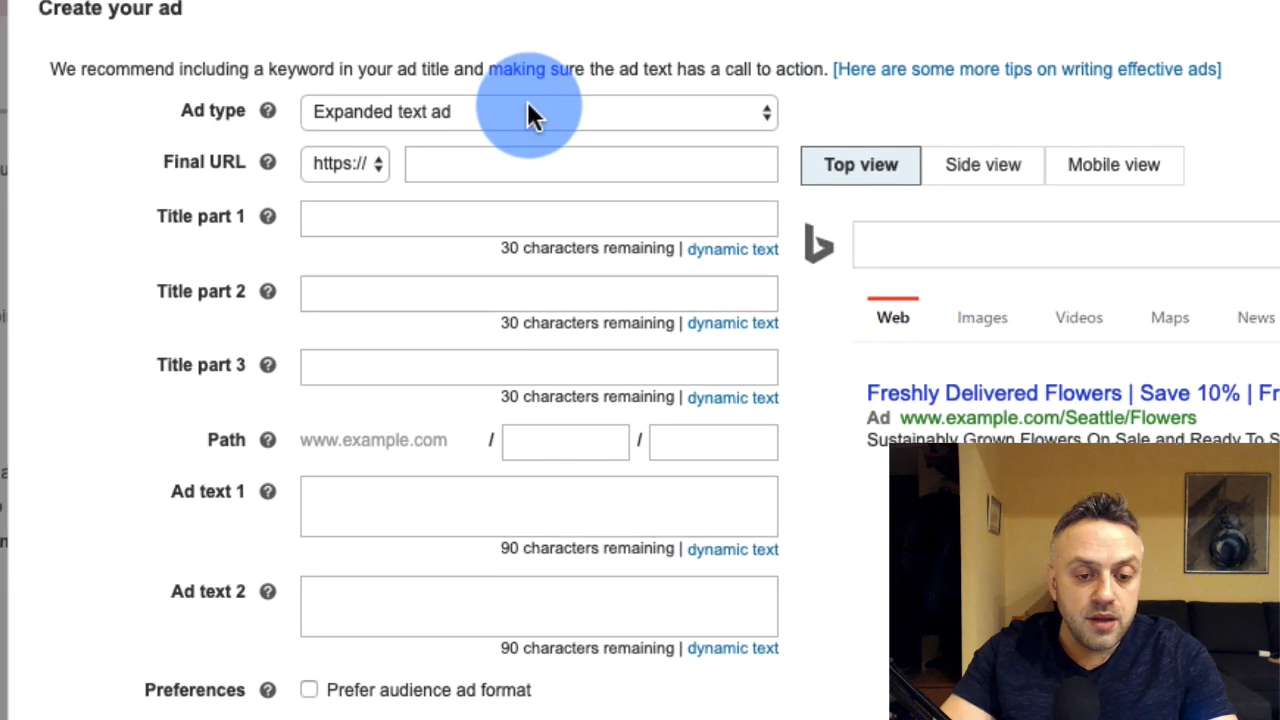 Create your ad
We recommend including a keyword in your ad title and making sure the ad text has a call to action. [Here are some more tips on writing effective ads]
Ad type ? Expanded text ad
Final URL ? https://
Top view Side view Mobile view
Title part 1 ?
30 characters remaining | dynamic text
Title part 2 ?
30 characters remaining | dynamic text
Web Images Videos Maps News
Title part 3 ?
30 characters remaining | dynamic text
Freshly Delivered Flowers | Save 10% | Fr
Ad www.example.com/Seattle/Flowers
Sustainably Grown Flowers On Sale and Ready To S
Path ? www.example.com / /
Ad text 1 ?
90 characters remaining | dynamic text
Ad text 2 ?
90 characters remaining | dynamic text
Preferences ? Prefer audience ad format